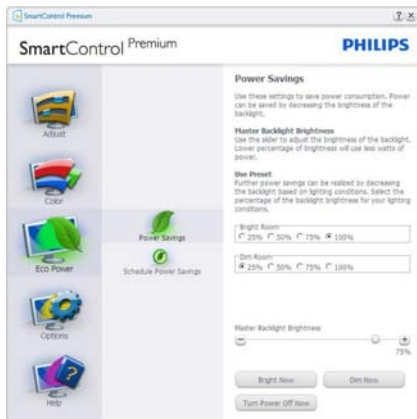 SmartControl Premium
SmartControl Premium
PHILIPS
Adjust
Color
Eco Power
Options
Help
Power Savings
Schedule Power Savings
Power Savings
Use these settings to save power consumption. Power
can be saved by decreasing the brightness of the
backlight.
Master Backlight Brightness
Use the slider to adjust the brightness of the backlight.
Lower percentage of brightness will use less watts of
power.
Use Preset
Further power savings can be realized by decreasing
the backlight based on lighting conditions. Select the
percentage of the backlight brightness for your lighting
conditions.
Bright Room
25% 50% 75% 100%
Dim Room
25% 50% 75% 100%
Master Backlight Brightness
75%
Bright Now
Dim Now
Turn Power Off Now